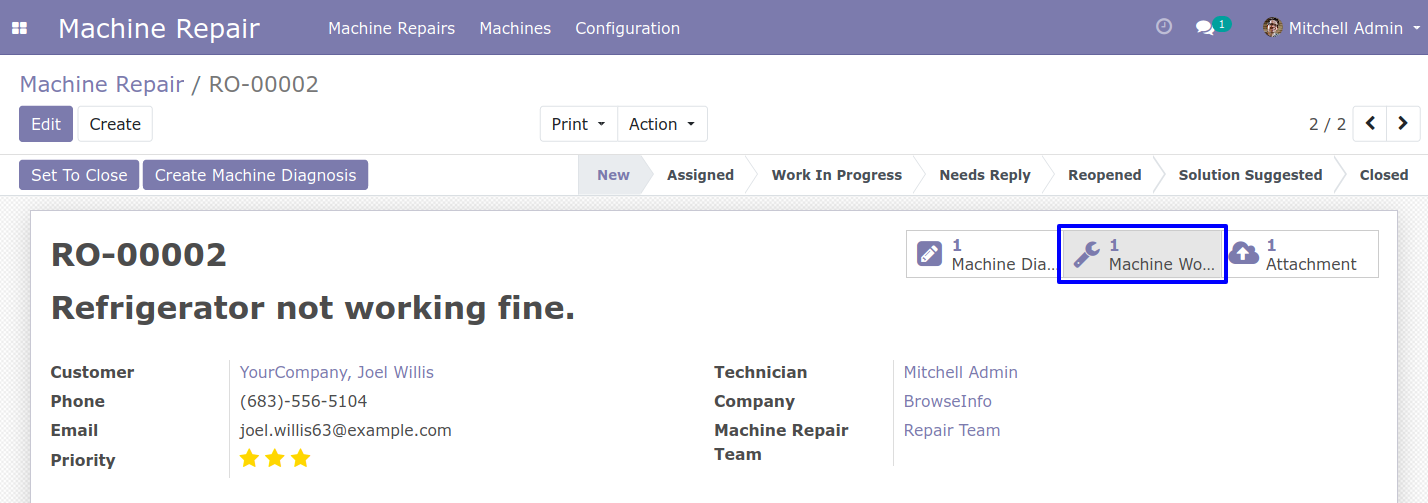 Machine Repair Machine Repairs Machines Configuration 1 Mitchell Admin
Machine Repair / RO-00002
Edit Create Print Action 2 / 2
Set To Close Create Machine Diagnosis New Assigned Work In Progress Needs Reply Reopened Solution Suggested Closed
RO-00002
1 Machine Dia...
1 Machine Wo...
1 Attachment
Refrigerator not working fine.
Customer YourCompany, Joel Willis
Phone (683)-556-5104
Email joel.willis63@example.com
Priority
Technician Mitchell Admin
Company BrowseInfo
Machine Repair Team Repair Team